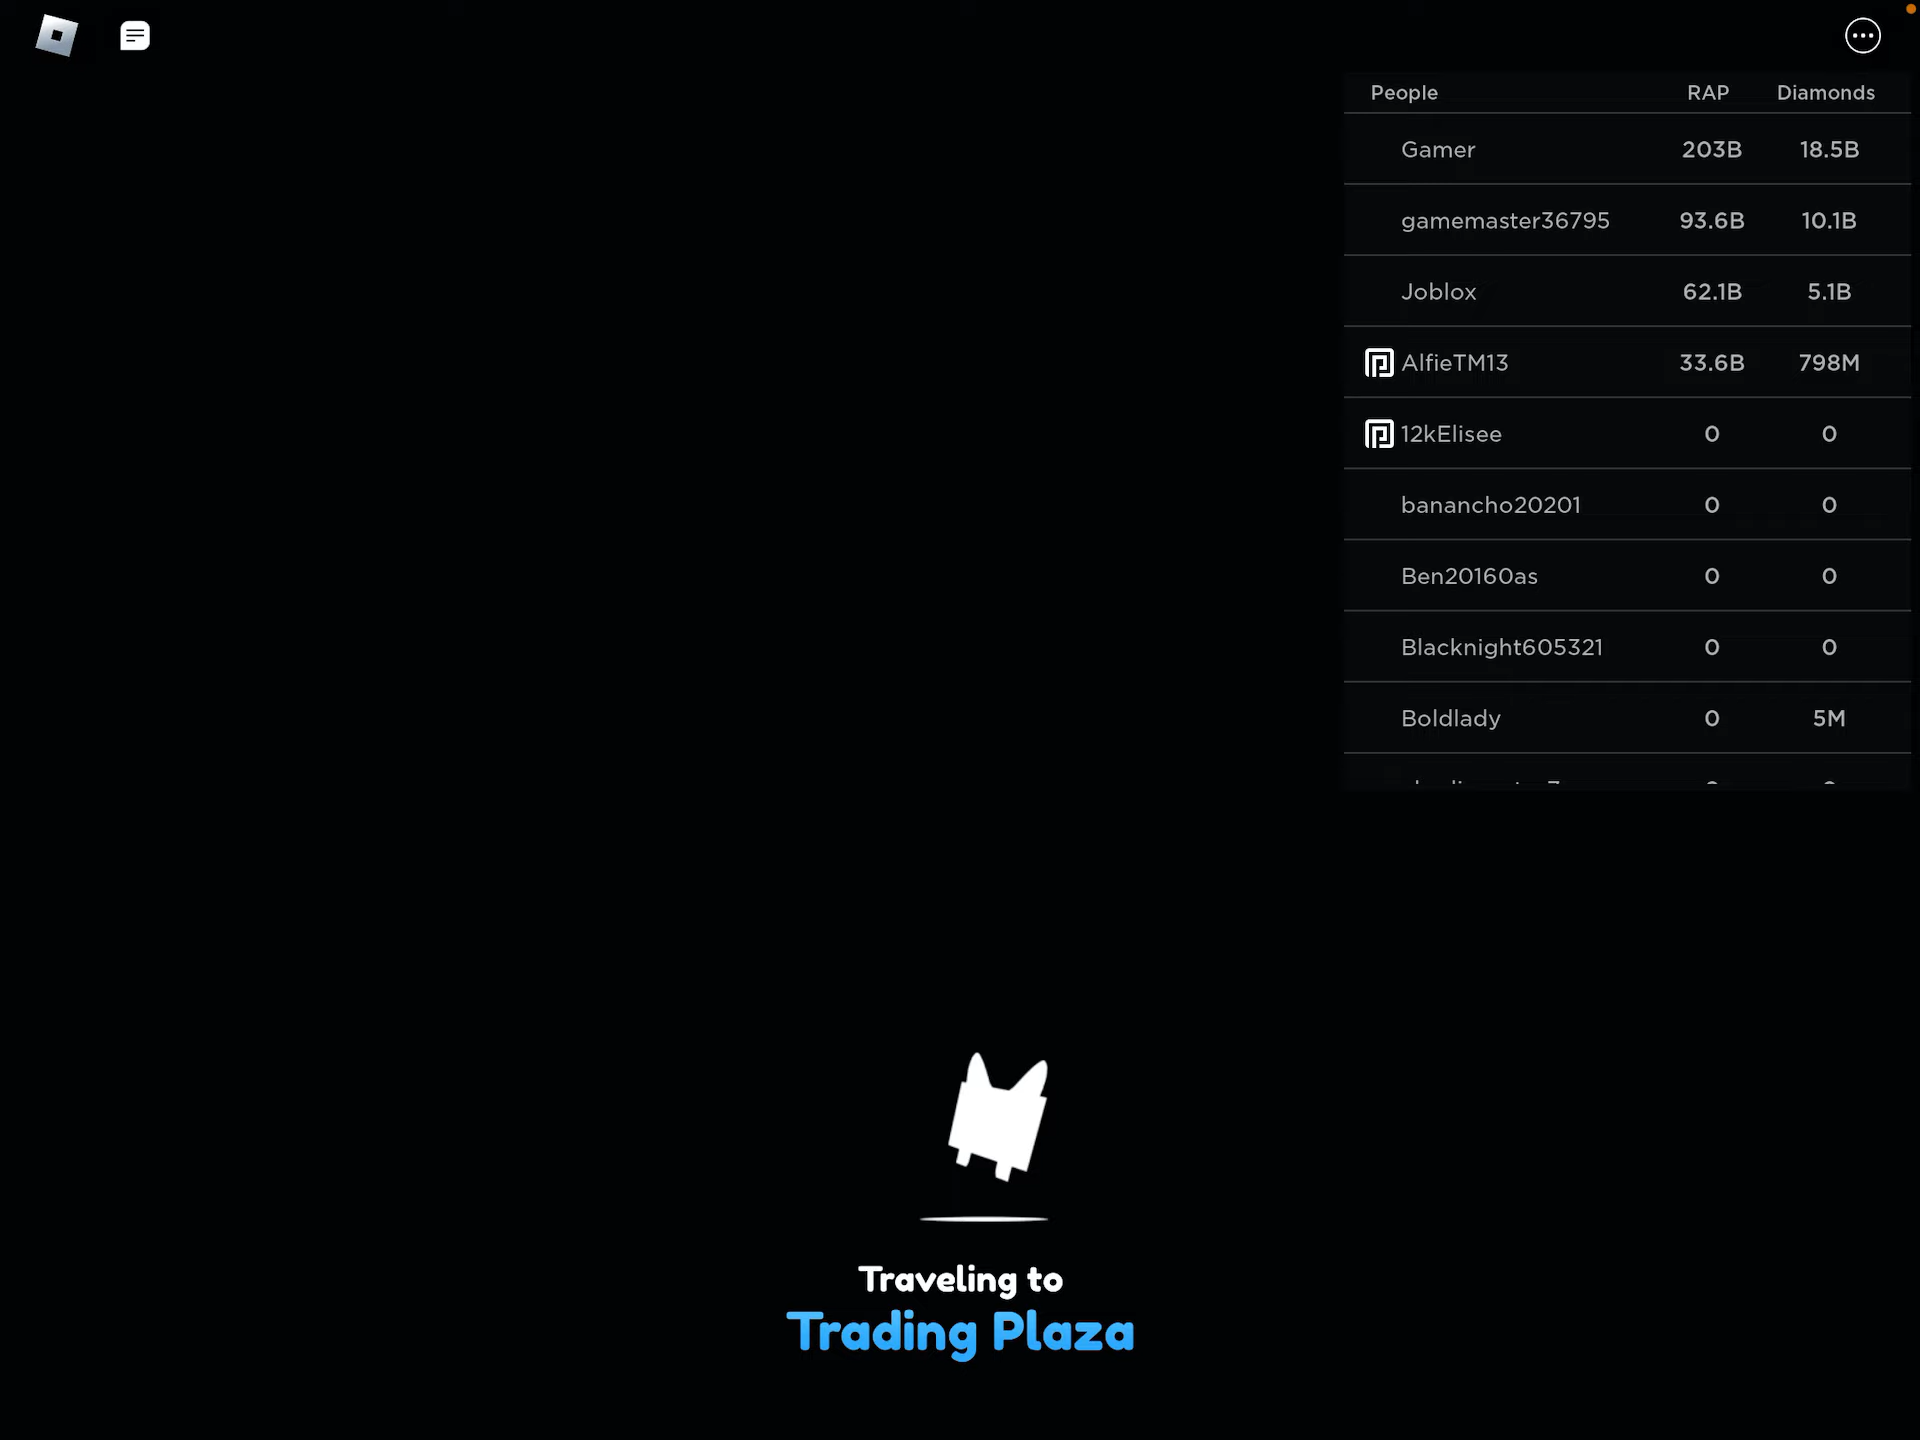 People RAP Diamonds
Gamer 203B 18.5B
gamemaster36795 93.6B 10.1B
Joblox 62.1B 5.1B
AlfieTM13 33.6B 798M
12kElisee 0 0
banancho20201 0 0
Ben20160as 0 0
Blacknight605321 0 0
Boldlady 0 5M
Traveling to
Trading Plaza